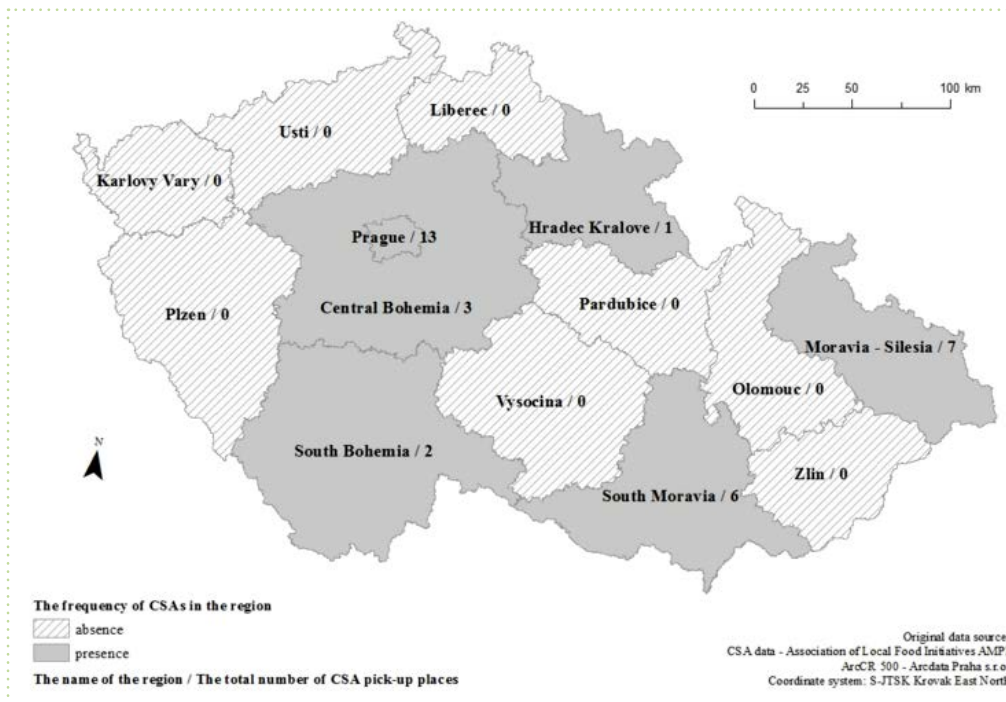 0 25 50 100 km
Liberec / 0
Usti / 0
Karlovy Vary / 0
Hradec Kralove / 1
Prague / 13
Central Bohemia / 3
Pardubice / 0
Plzen / 0
Moravia - Silesia / 7
Olomouc / 0
Vysocina / 0
South Bohemia / 2
Zlin / 0
South Moravia / 6
N
The frequency of CSAs in the region
absence
presence
The name of the region / The total number of CSA pick-up places
Original data source
CSA data - Association of Local Food Initiatives AMP
ArcCR 500 - Arcdata Praha s.r.o
Coordinate system: S-JTSK Krovak East North